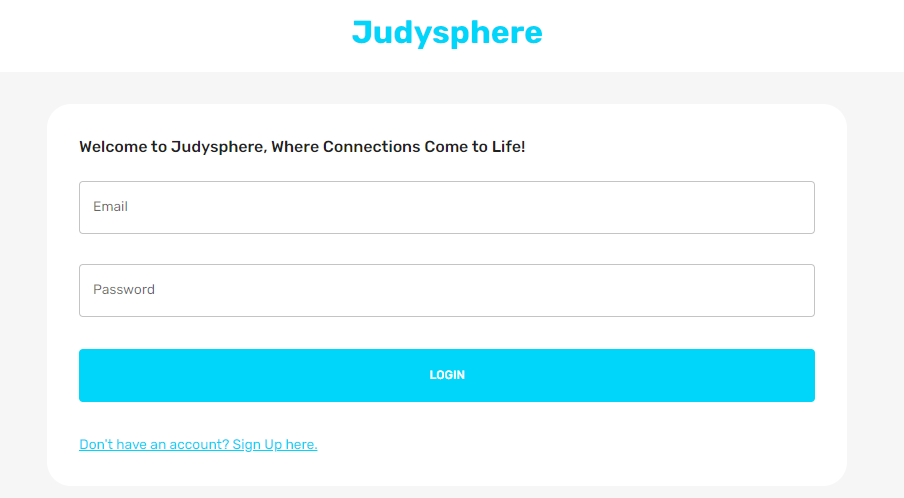 Judysphere
Welcome to Judysphere, Where Connections Come to Life!
Email
Password
LOGIN
Don't have an account? Sign Up here.